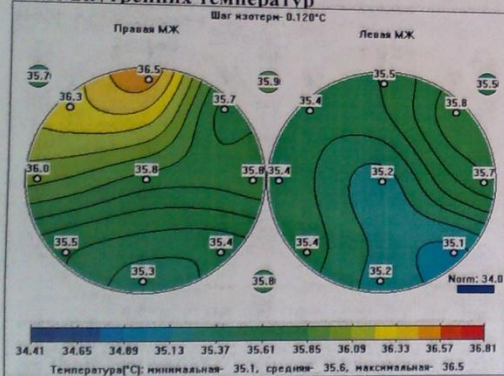 внутренних температур
Шаг изотерм- 0.120°C
Правая МЖ
Левая МЖ
35.7 36.5 35.9 35.5 35.5
36.3 35.7 35.4 35.8
36.0 35.8 35.8 35.4 35.2 35.7
35.5 35.4 35.4 35.1
35.3 35.8 35.2
Norm: 34.0
34.41 34.65 34.89 35.13 35.37 35.61 35.85 36.09 36.33 36.57 36.81
Температура(°C): минимальная- 35.1, средняя- 35.6, максимальная- 36.5